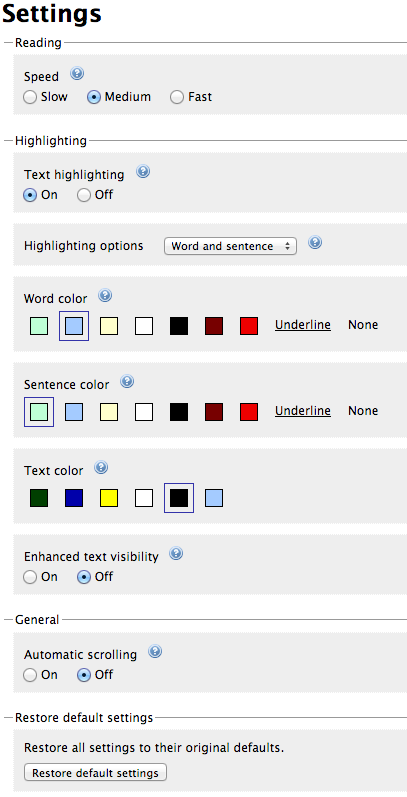 Settings
Reading
Speed ?
Slow Medium Fast
Highlighting
Text highlighting ?
On Off
Highlighting options Word and sentence ?
Word color ?
Underline None
Sentence color ?
Underline None
Text color ?
Enhanced text visibility ?
On Off
General
Automatic scrolling ?
On Off
Restore default settings
Restore all settings to their original defaults.
Restore default settings